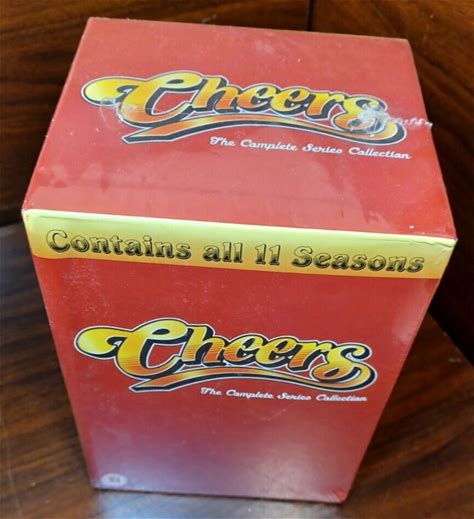 Cheers
The Complete Series Collection
Contains all 11 Seasons
Cheers
The Complete Series Collection